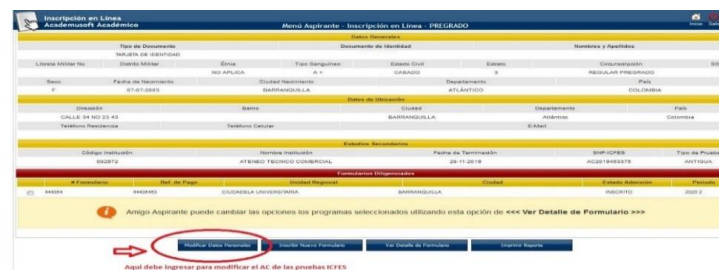 Inscripción en Línea
Academusoft Académico
Menú Aspirante - Inscripción en Línea - PREGRADO
Inicio Salir
Datos Generales
Tipo de Documento Documento de Identidad Nombres y Apellidos
TARJETA DE IDENTIDAD
Libreta Militar No Distrito Militar Étnia Tipo Sanguíneo Estado Civil Estrato Circunscripción
NO APLICA A + CASADO 3 REGULAR PREGRADO
Sexo Fecha de Nacimiento Ciudad Nacimiento Departamento País
F 07-07-2003 BARRANQUILLA ATLÁNTICO COLOMBIA
Datos de Ubicación
Dirección Barrio Ciudad Departamento País
CALLE 34 NO 23 43 BARRANQUILLA Atlántico Colombia
Teléfono Residencia Teléfono Celular E-Mail
Estudios Secundarios
Código Institución Nombre Institución Fecha de Terminación SNP-ICFES Tipo de Prueba
092972 ATENEO TECNICO COMERCIAL 28-11-2019 AC2019483378 ANTIGUA
Formularios Diligenciados
# Formulario Ref. de Pago Unidad Regional Ciudad Estado Admisión Periodo
CIUDADELA UNIVERSITARIA BARRANQUILLA INSCRITO 2020 2
Amigo Aspirante puede cambiar las opciones los programas seleccionados utilizando esta opción de <<< Ver Detalle de Formulario >>>
Modificar Datos Personales Inscribir Nuevo Formulario Ver Detalle de Formulario Imprimir Reporte
Aqui debe ingresar para modificar el AC de las pruebas ICFES